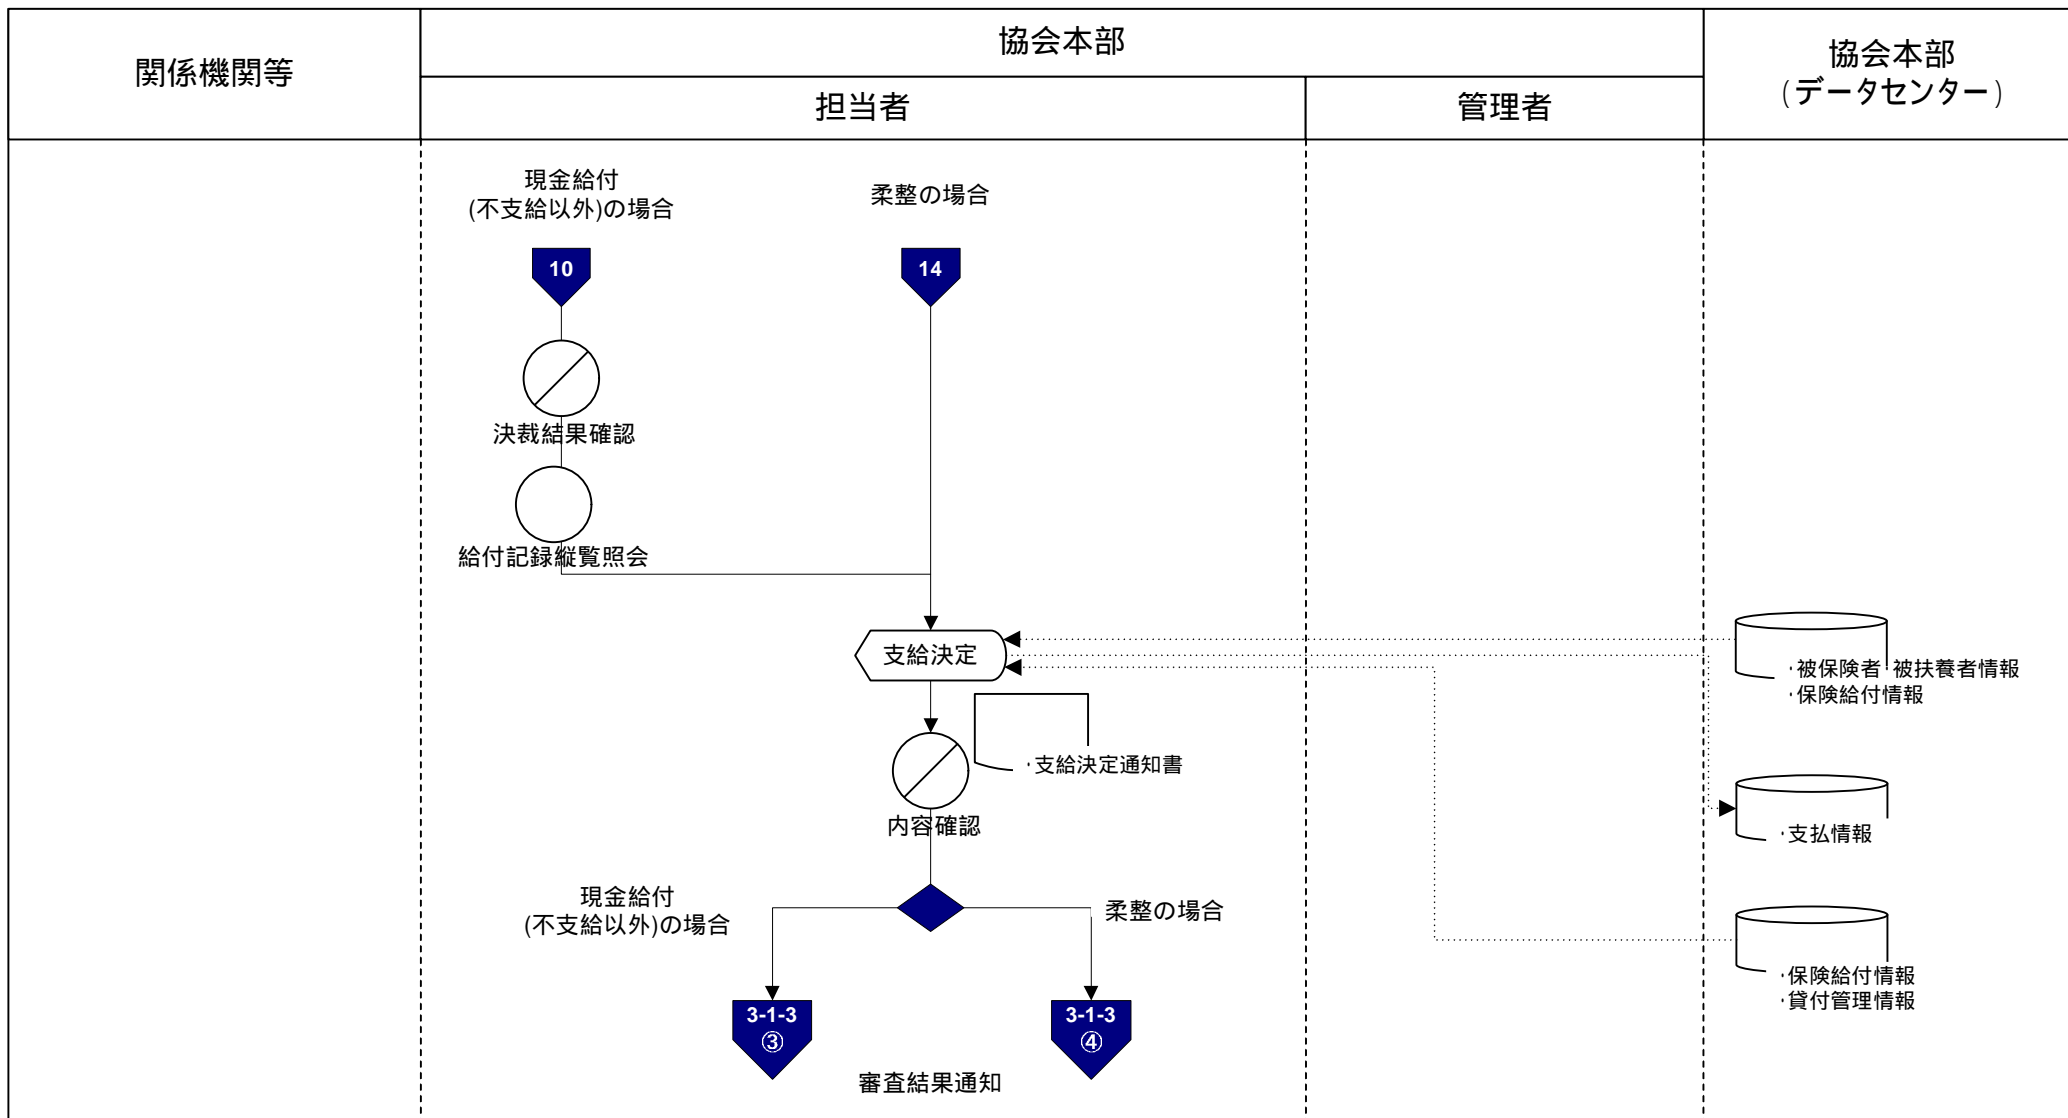 関係機関等
協会本部
担当者
管理者
協会本部
(データセンター)
現金給付
(不支給以外)の場合
柔整の場合
10
14
決裁結果確認
給付記録縦覧照会
支給決定
・被保険者・被扶養者情報
・保険給付情報
・支給決定通知書
内容確認
・支払情報
現金給付
(不支給以外)の場合
柔整の場合
・保険給付情報
・貸付管理情報
3-1-3
③
3-1-3
④
審査結果通知